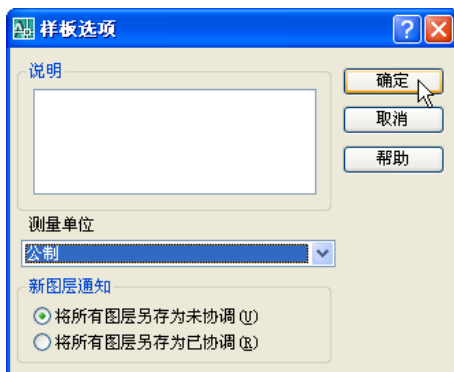 样板选项
说明
确定
取消
帮助
测量单位
公制
新图层通知
将所有图层另存为未协调(U)
将所有图层另存为已协调(R)